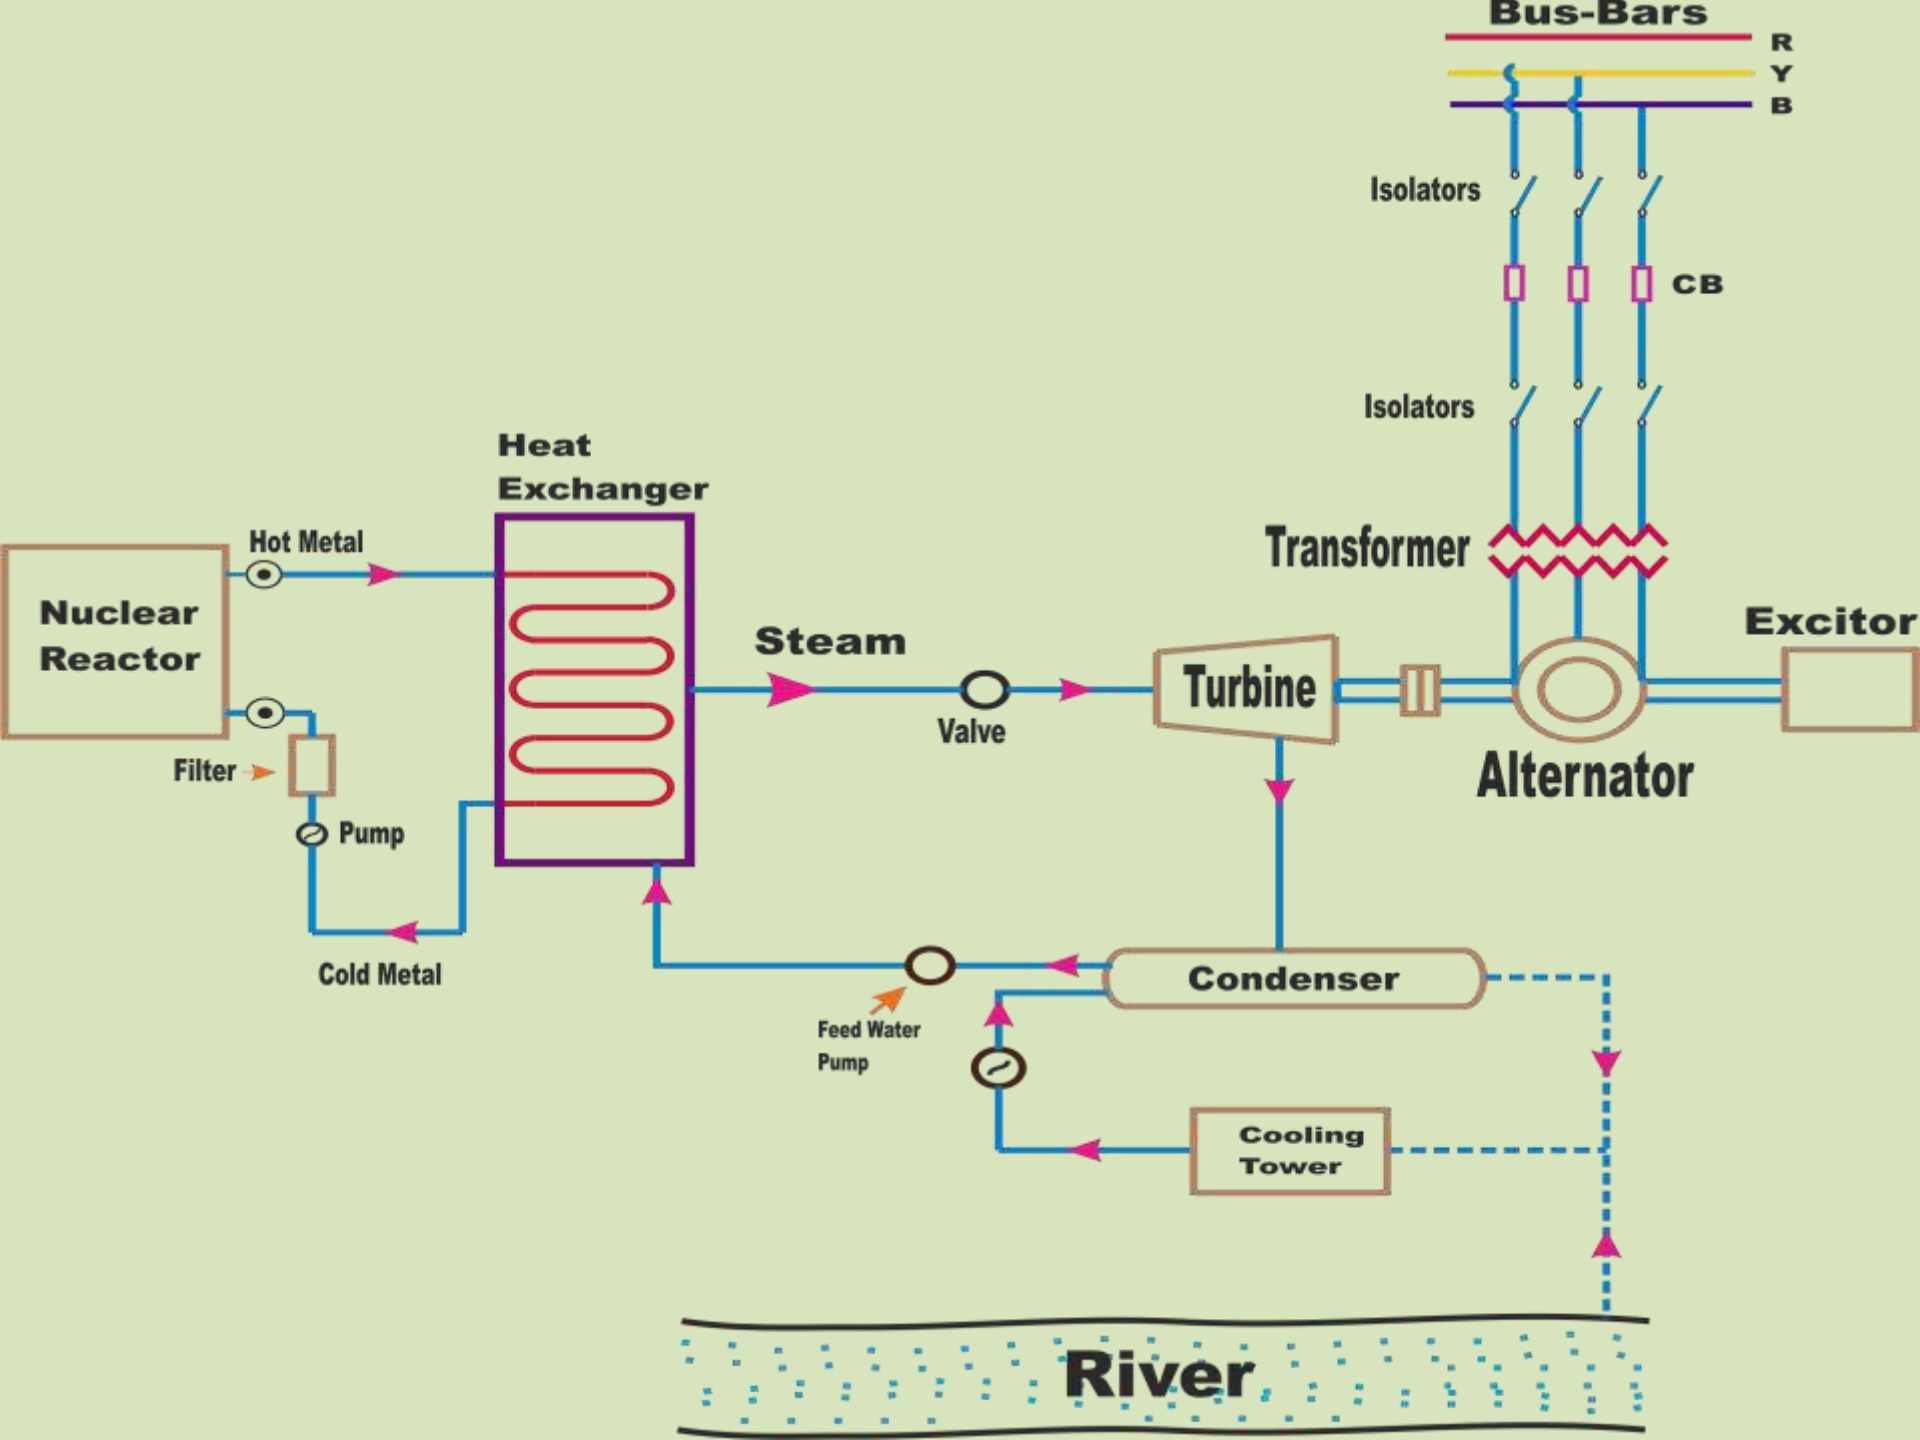 Bus-Bars
R
Y
B
Isolators
CB
Isolators
Heat
Exchanger
Hot Metal
Transformer
Nuclear
Reactor
Steam
Excitor
Turbine
Valve
Filter
Alternator
Pump
Cold Metal
Condenser
Feed Water
Pump
Cooling
Tower
River